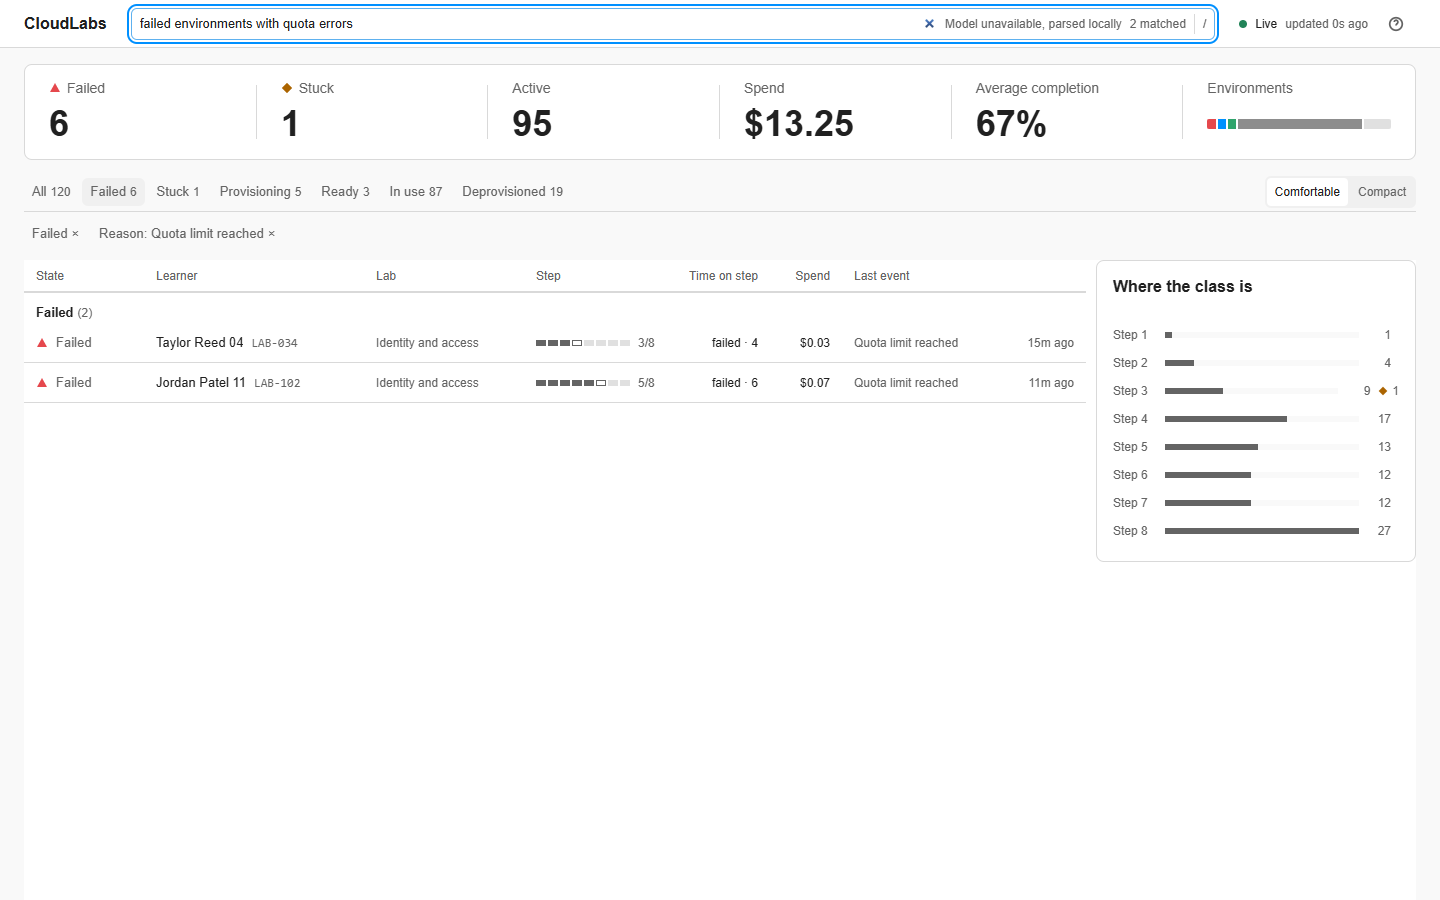 CloudLabs
failed environments with quota errors
× Model unavailable, parsed locally 2 matched /
Live updated 0s ago ?
Failed
6
Stuck
1
Active
95
Spend
$13.25
Average completion
67%
Environments
All 120 Failed 6 Stuck 1 Provisioning 5 Ready 3 In use 87 Deprovisioned 19
Comfortable Compact
Failed × Reason: Quota limit reached ×
State Learner Lab Step Time on step Spend Last event
Failed (2)
Failed Taylor Reed 04 LAB-034 Identity and access 3/8 failed · 4 $0.03 Quota limit reached 15m ago
Failed Jordan Patel 11 LAB-102 Identity and access 5/8 failed · 6 $0.07 Quota limit reached 11m ago
Where the class is
Step 1 1
Step 2 4
Step 3 9 1
Step 4 17
Step 5 13
Step 6 12
Step 7 12
Step 8 27